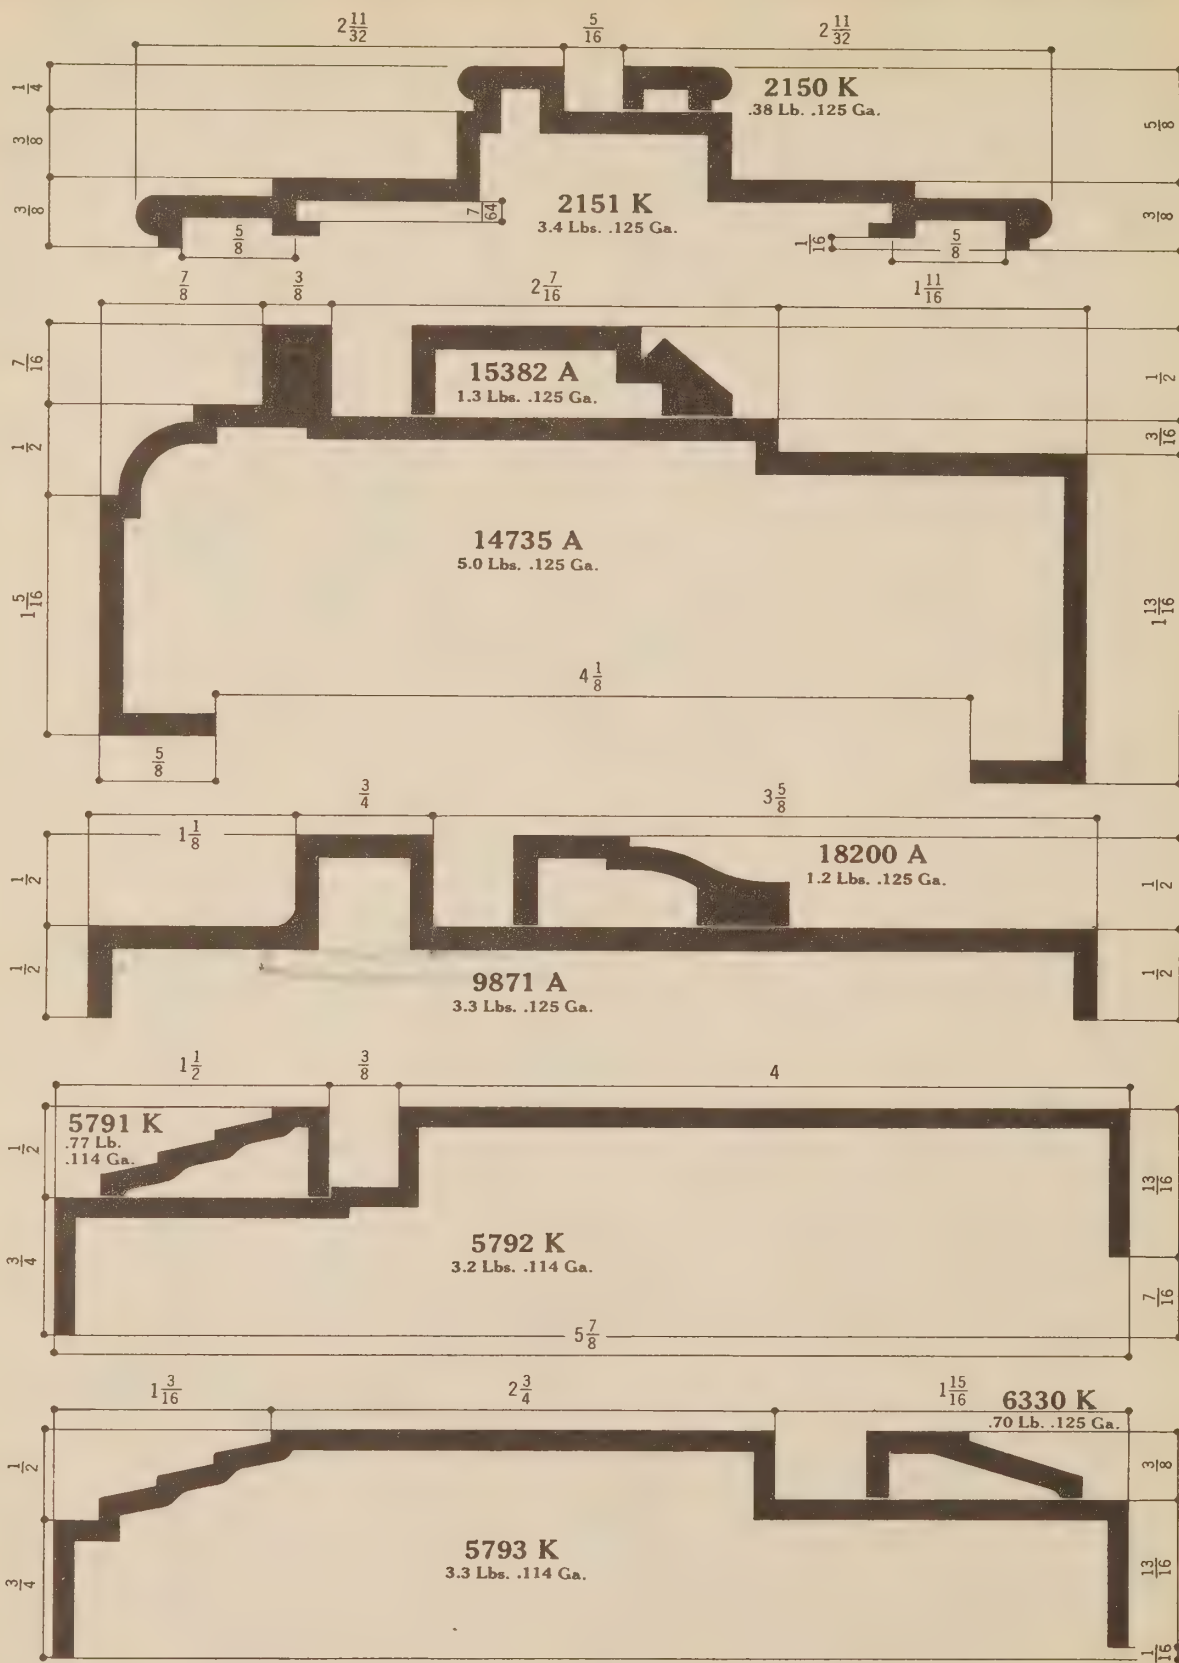 2 11/32
5/16
2 11/32
1/4
3/8
3/8
2150 K
.38 Lb. .125 Ga.
5/8
2151 K
3.4 Lbs. .125 Ga.
7/64
5/8
1/16
5/8
3/8
7/8
3/8
2 7/16
1 11/16
7/16
1/2
1 5/16
15382 A
1.3 Lbs. .125 Ga.
1/2
3/16
14735 A
5.0 Lbs. .125 Ga.
1 13/16
4 1/8
5/8
3/4
3 5/8
1 1/8
1/2
18200 A
1.2 Lbs. .125 Ga.
1/2
1/2
9871 A
3.3 Lbs. .125 Ga.
1/2
1 1/2
3/8
4
5791 K
.77 Lb.
.114 Ga.
1/2
13/16
3/4
5792 K
3.2 Lbs. .114 Ga.
7/16
5 7/8
1 3/16
2 3/4
1 15/16
6330 K
.70 Lb. .125 Ga.
1/2
3/8
5793 K
3.3 Lbs. .114 Ga.
3/4
13/16
1/16